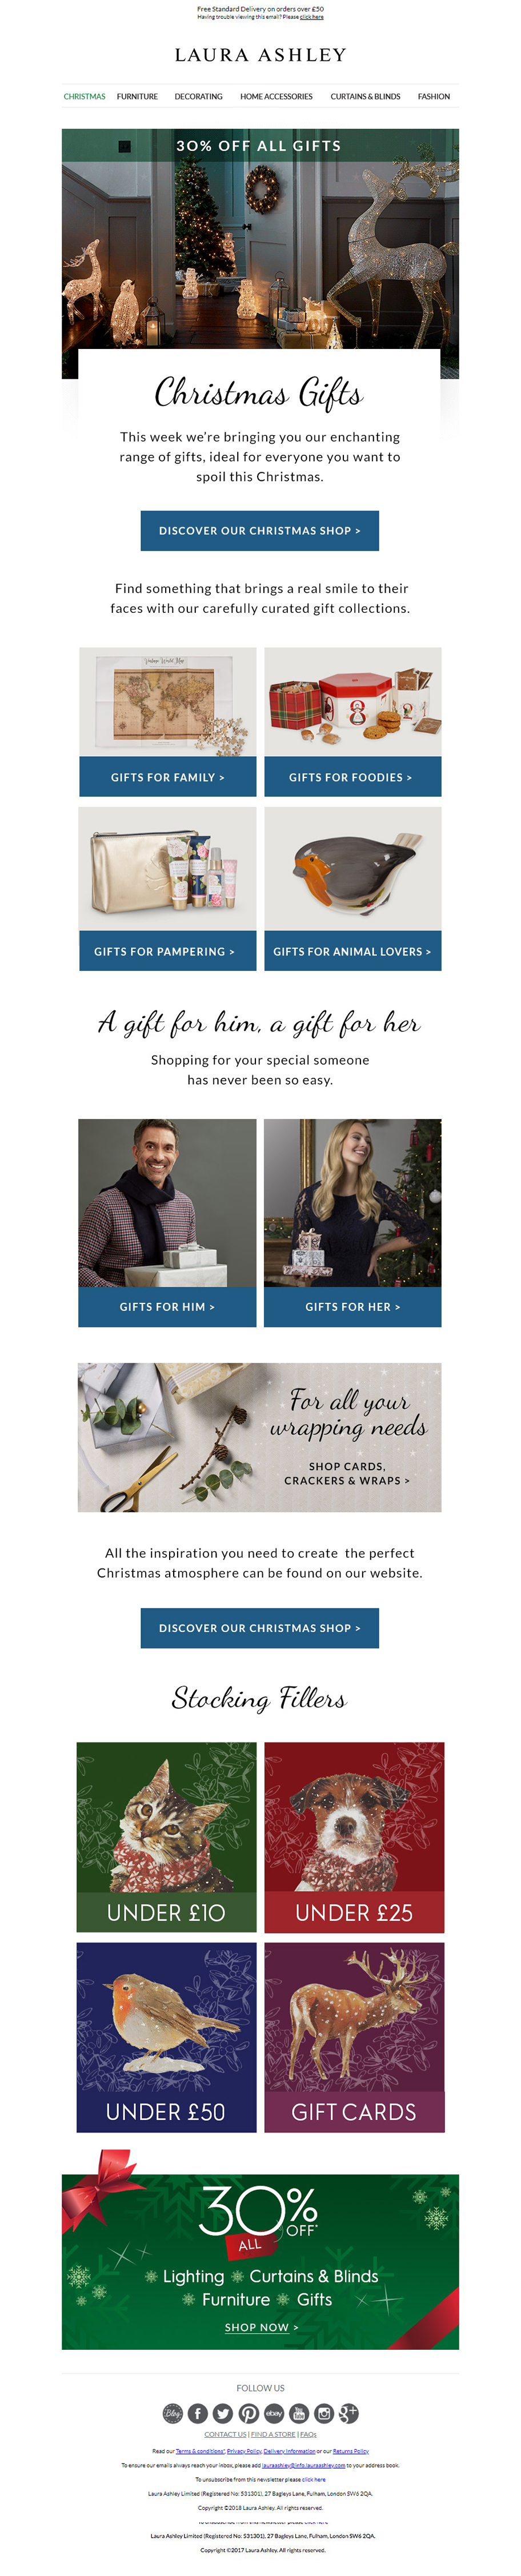 Free Standard Delivery on orders over £50
Having trouble viewing this email? Please click here
LAURA ASHLEY
CHRISTMAS FURNITURE DECORATING HOME ACCESSORIES CURTAINS & BLINDS FASHION
30% OFF ALL GIFTS
Christmas Gifts
This week we're bringing you our enchanting
range of gifts, ideal for everyone you want to
spoil this Christmas.
DISCOVER OUR CHRISTMAS SHOP >
Find something that brings a real smile to their
faces with our carefully curated gift collections.
Vintage World Map
GIFTS FOR FAMILY >
GIFTS FOR FOODIES >
GIFTS FOR PAMPERING >
GIFTS FOR ANIMAL LOVERS >
A gift for him, a gift for her
Shopping for your special someone
has never been so easy.
GIFTS FOR HIM >
GIFTS FOR HER >
For all your
wrapping needs
SHOP CARDS,
CRACKERS & WRAPS >
All the inspiration you need to create the perfect
Christmas atmosphere can be found on our website.
DISCOVER OUR CHRISTMAS SHOP >
Stocking Fillers
UNDER £10
UNDER £25
UNDER £50
GIFT CARDS
30%
OFF*
ALL
Lighting Curtains & Blinds
Furniture Gifts
SHOP NOW >
FOLLOW US
Blog f ebay You Tube g+
CONTACT US | FIND A STORE | FAQs
Read our Terms & conditions*, Privacy Policy, Delivery Information or our Returns Policy
To ensure our emails always reach your inbox, please add lauraashley@info.lauraashley.com to your address book.
To unsubscribe from this newsletter please click here
Laura Ashley Limited (Registered No: 531301), 27 Bagleys Lane, Fulham, London SW6 2QA.
Copyright ©2018 Laura Ashley. All rights reserved.
To unsubscribe from this newsletter please click here
Laura Ashley Limited (Registered No: 531301), 27 Bagleys Lane, Fulham, London SW6 2QA.
Copyright ©2017 Laura Ashley. All rights reserved.